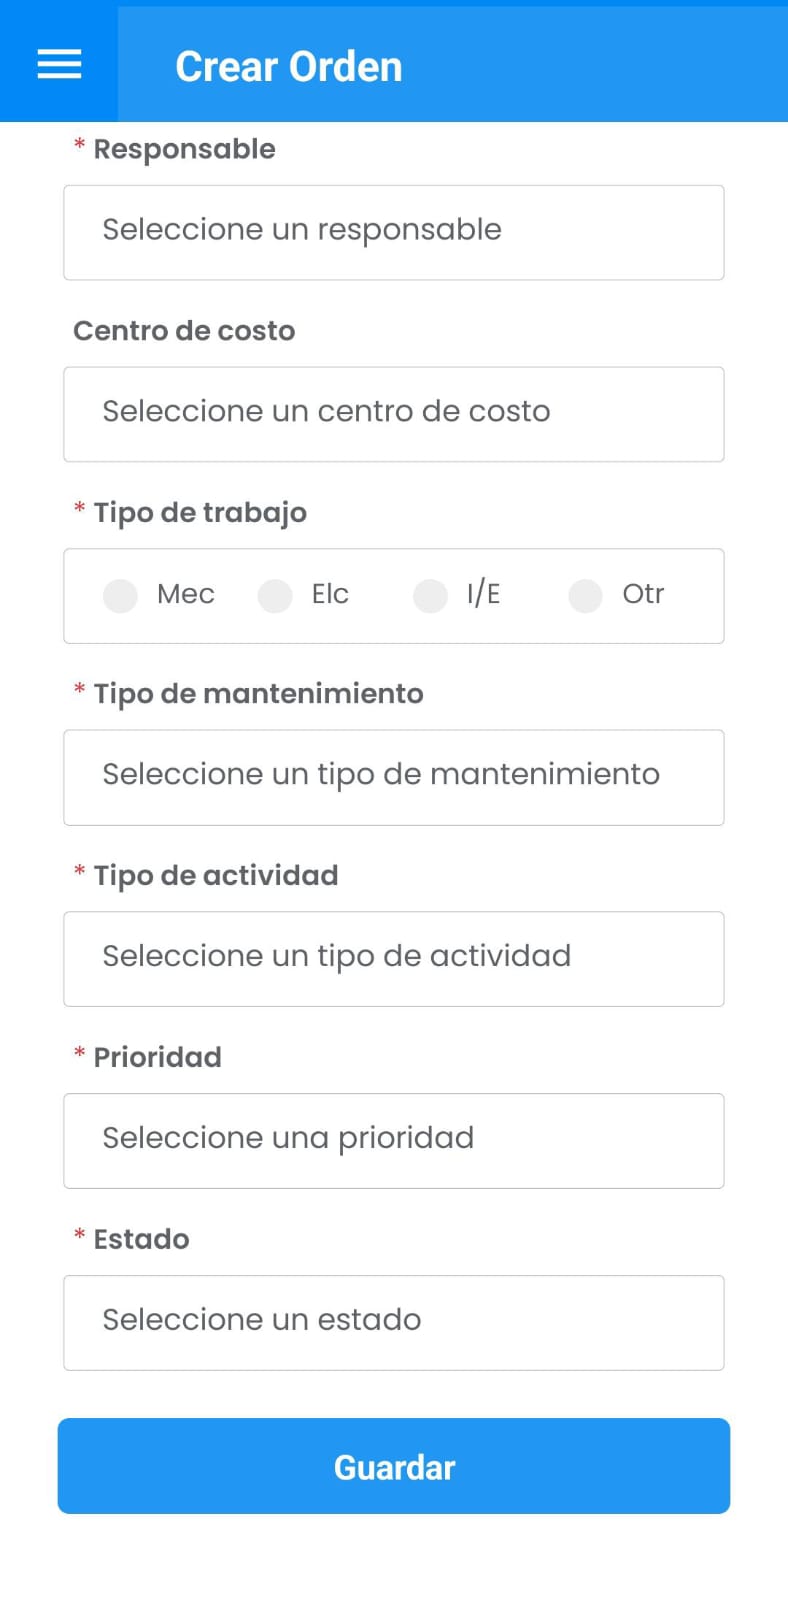 Crear Orden
* Responsable
Seleccione un responsable
Centro de costo
Seleccione un centro de costo
* Tipo de trabajo
Mec Elc I/E Otr
* Tipo de mantenimiento
Seleccione un tipo de mantenimiento
* Tipo de actividad
Seleccione un tipo de actividad
* Prioridad
Seleccione una prioridad
* Estado
Seleccione un estado
Guardar